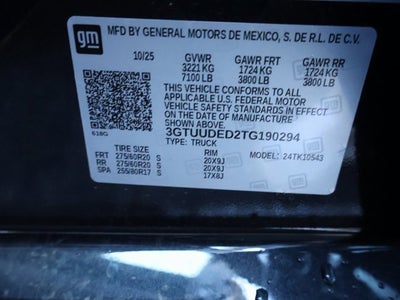 gm
MFD BY GENERAL MOTORS DE MEXICO, S. DE R.L. DE C.V.
10/25 GVWR GAWR FRT GAWR RR
3221 KG 1724 KG 1724 KG
7100 LB 3800 LB 3800 LB
THIS VEHICLE CONFORMS TO ALL
APPLICABLE U.S. FEDERAL MOTOR
VEHICLE SAFETY STANDARDS IN EFFECT
ON THE DATE OF MANUFACTURE SHOWN ABOVE.
618G 3GTUUDED2TG190294
TYPE: TRUCK 24TK10543
TIRE SIZE RIM
FRT 275/60R20 S 20X9J
RR 275/60R20 S 20X9J
SPA 255/80R17 S 17X8J